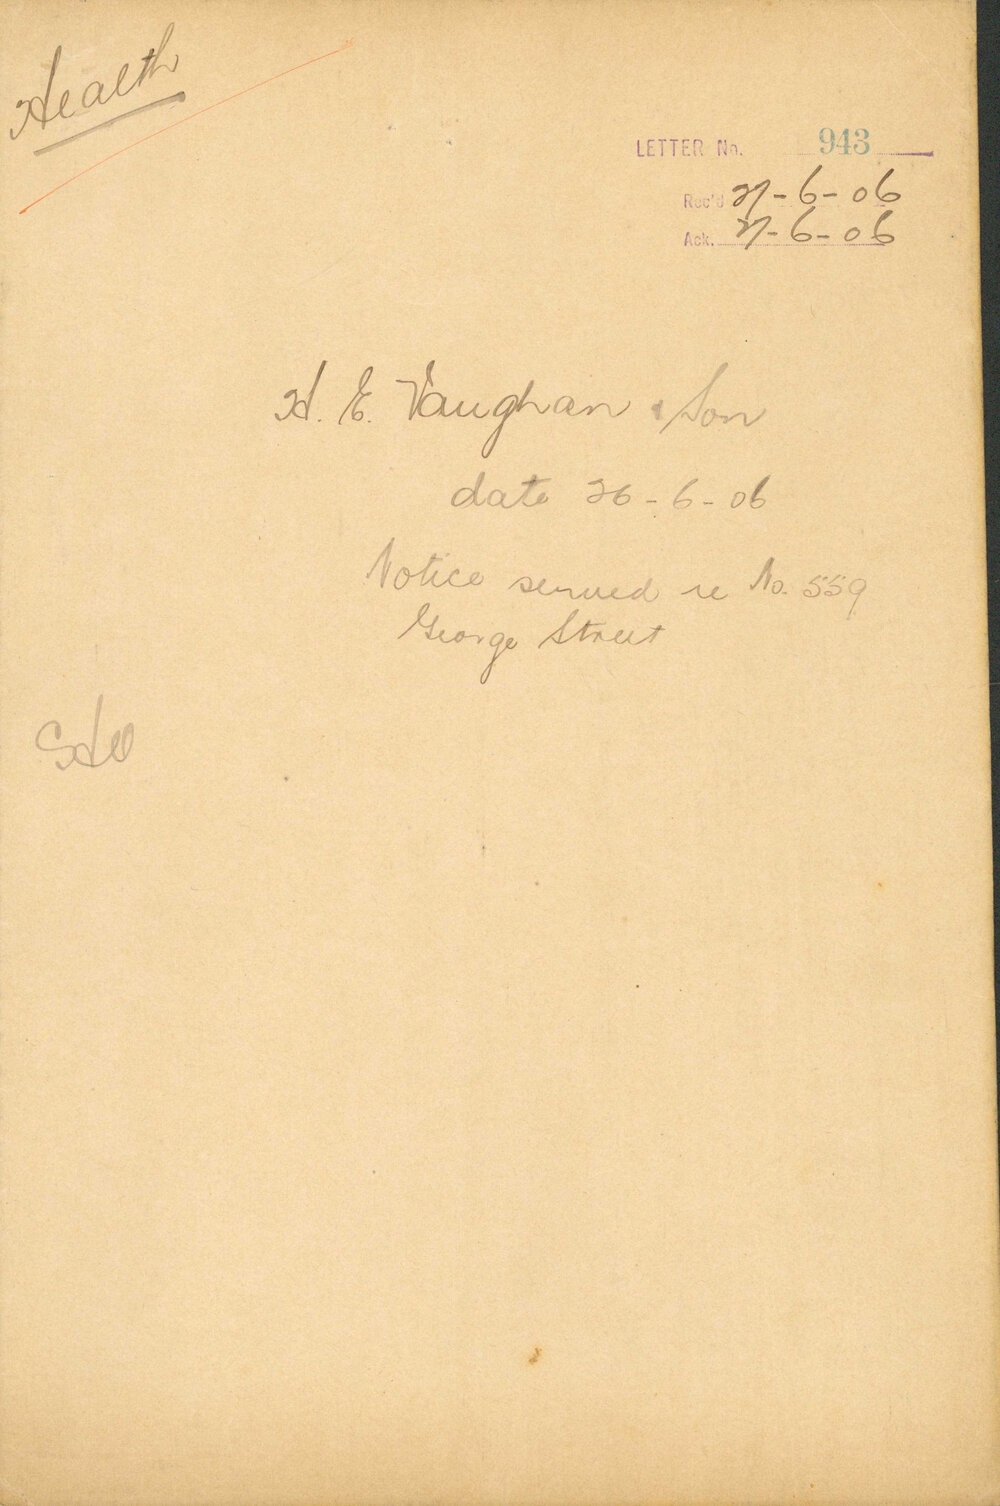 Health
LETTER No. 943
Rec'd 27-6-06
Ack. 27-6-06
H. E. Vaughan & Son
date 26-6-06
Notice served re No. 559
George Street